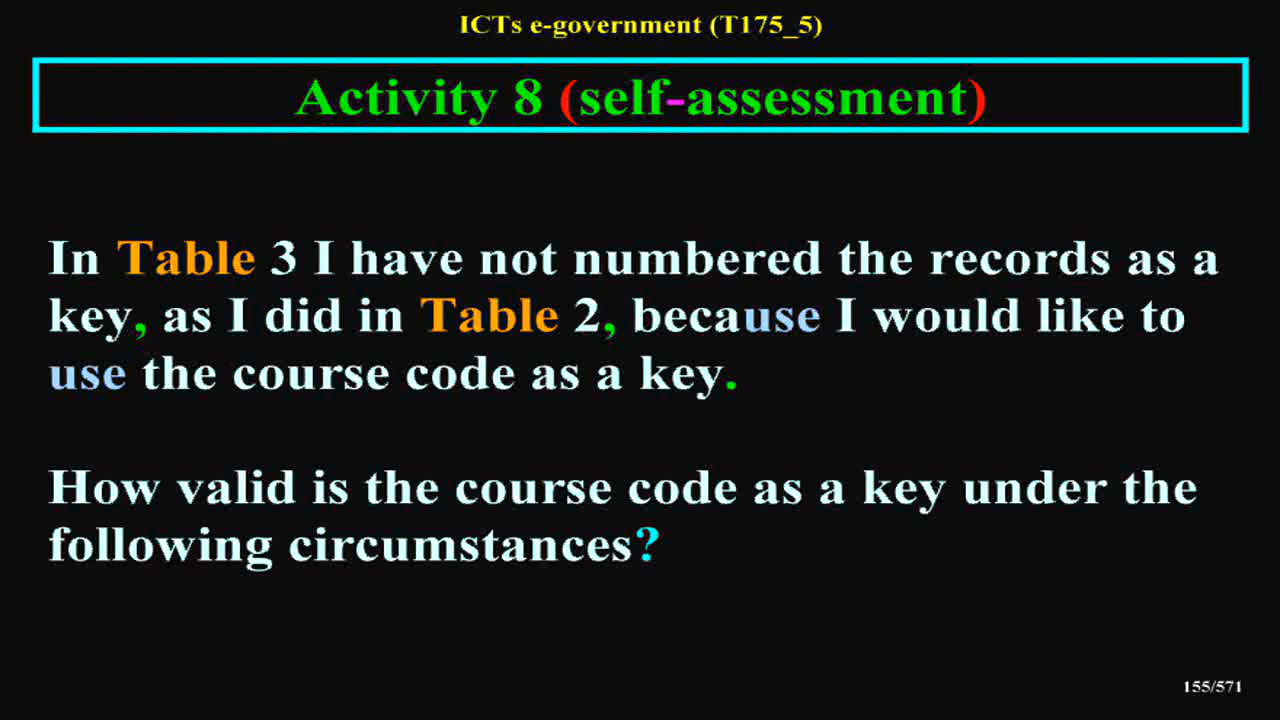 ICTs e-government (T175_5)
Activity 8 (self-assessment)
In Table 3 I have not numbered the records as a
key, as I did in Table 2, because I would like to
use the course code as a key.
How valid is the course code as a key under the
following circumstances?
155/571